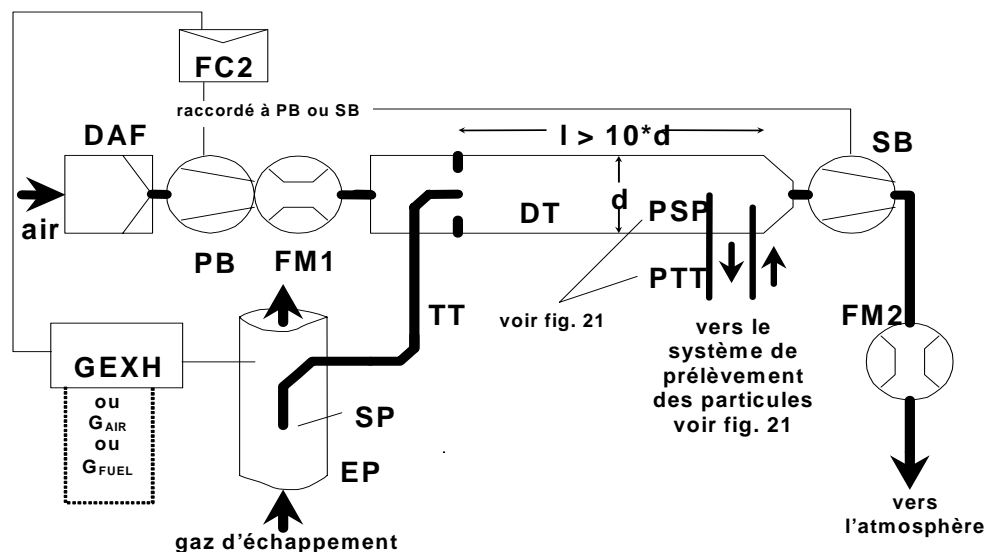 FC2
raccordé à PB ou SB
DAF
l > 10*d
SB
air
PB
FM1
DT
d
PSP
PTT
TT
voir fig. 21
FM2
vers le
système de
prélèvement
des particules
voir fig. 21
GEXH
ou
GAIR
ou
GFUEL
SP
EP
gaz d'échappement
vers
l'atmosphère